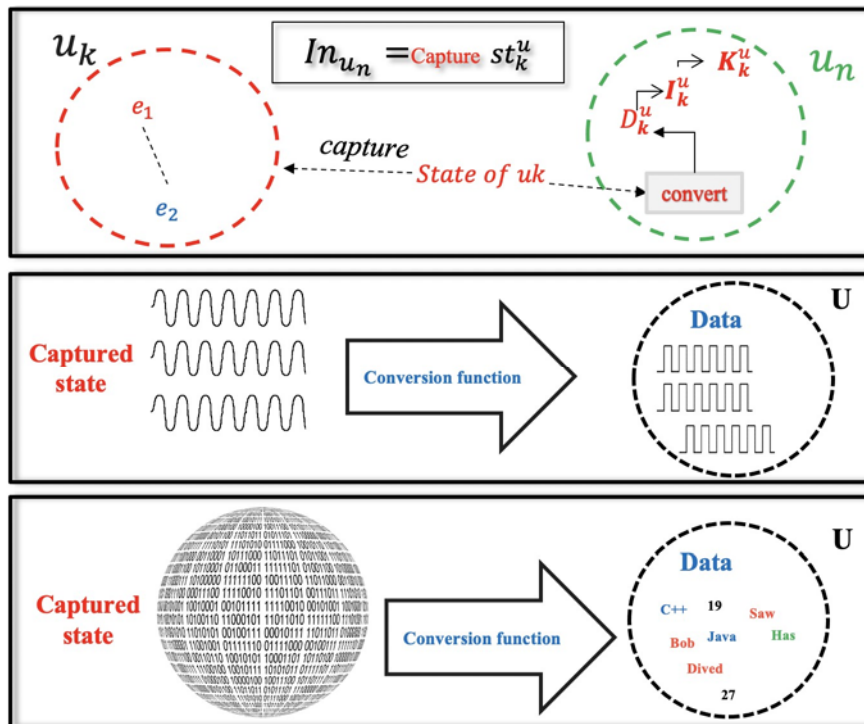 u_k
In_{u_n} = Capture st_k^u
u_n
e_1
e_2
capture
State of uk
D_k^u
I_k^u
K_k^u
convert
Captured
state
Conversion function
Data
U
Captured
state
Conversion function
Data
U
C++
19
Saw
Bob
Java
Has
Dived
27